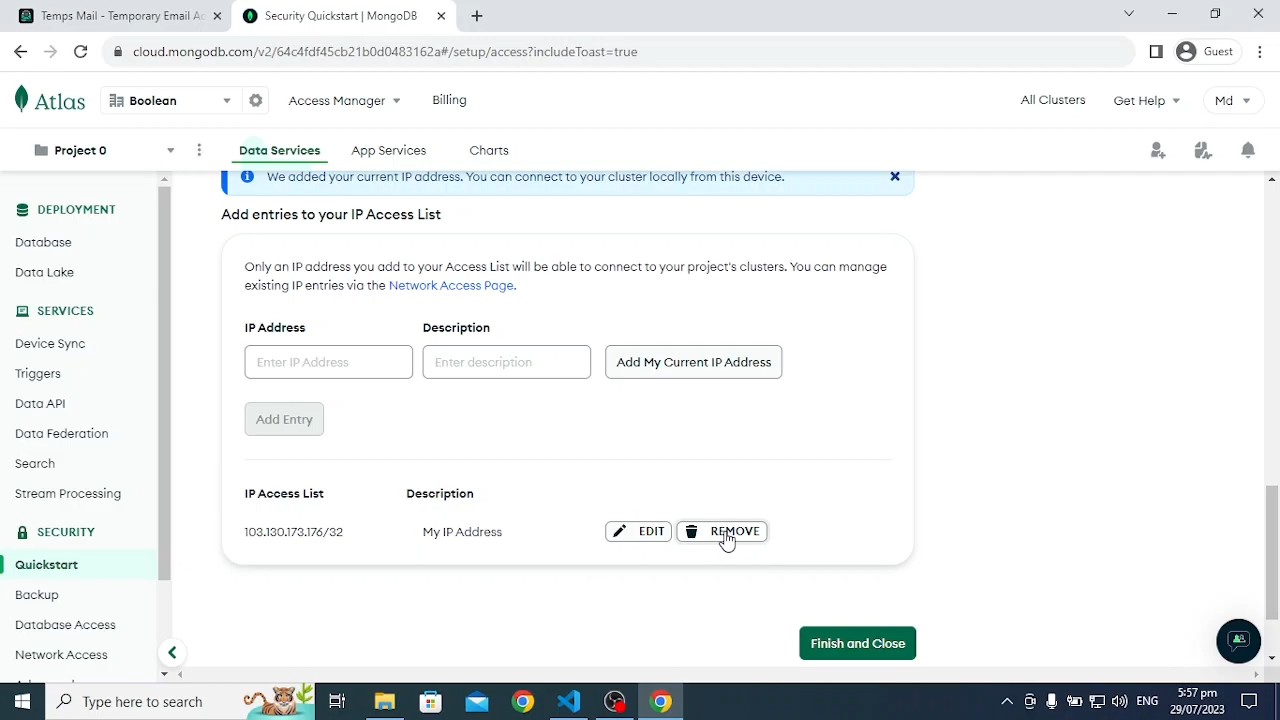 Temps Mail - Temporary Email Ad
Security Quickstart | MongoDB
cloud.mongodb.com/v2/64c4fdf45cb21b0d0483162a#/setup/access?includeToast=true
Guest
Atlas
Boolean
Access Manager
Billing
All Clusters
Get Help
Md
Project 0
Data Services
App Services
Charts
We added your current IP address. You can connect to your cluster locally from this device.
DEPLOYMENT
Database
Data Lake
SERVICES
Device Sync
Triggers
Data API
Data Federation
Search
Stream Processing
SECURITY
Quickstart
Backup
Database Access
Network Access
Add entries to your IP Access List
Only an IP address you add to your Access List will be able to connect to your project's clusters. You can manage
existing IP entries via the Network Access Page.
IP Address
Description
Enter IP Address
Enter description
Add My Current IP Address
Add Entry
IP Access List
Description
103.130.173.176/32
My IP Address
EDIT
REMOVE
Finish and Close
Type here to search
ENG
5:57 pm
29/07/2023